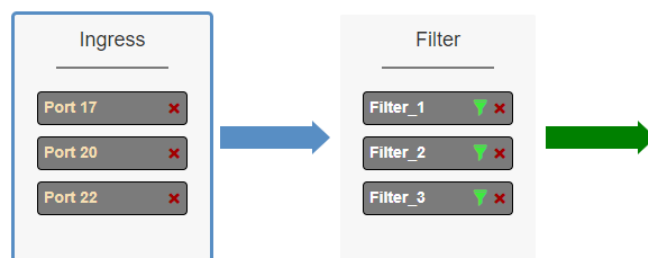 Ingress
Port 17
Port 20
Port 22
Filter
Filter_1
Filter_2
Filter_3